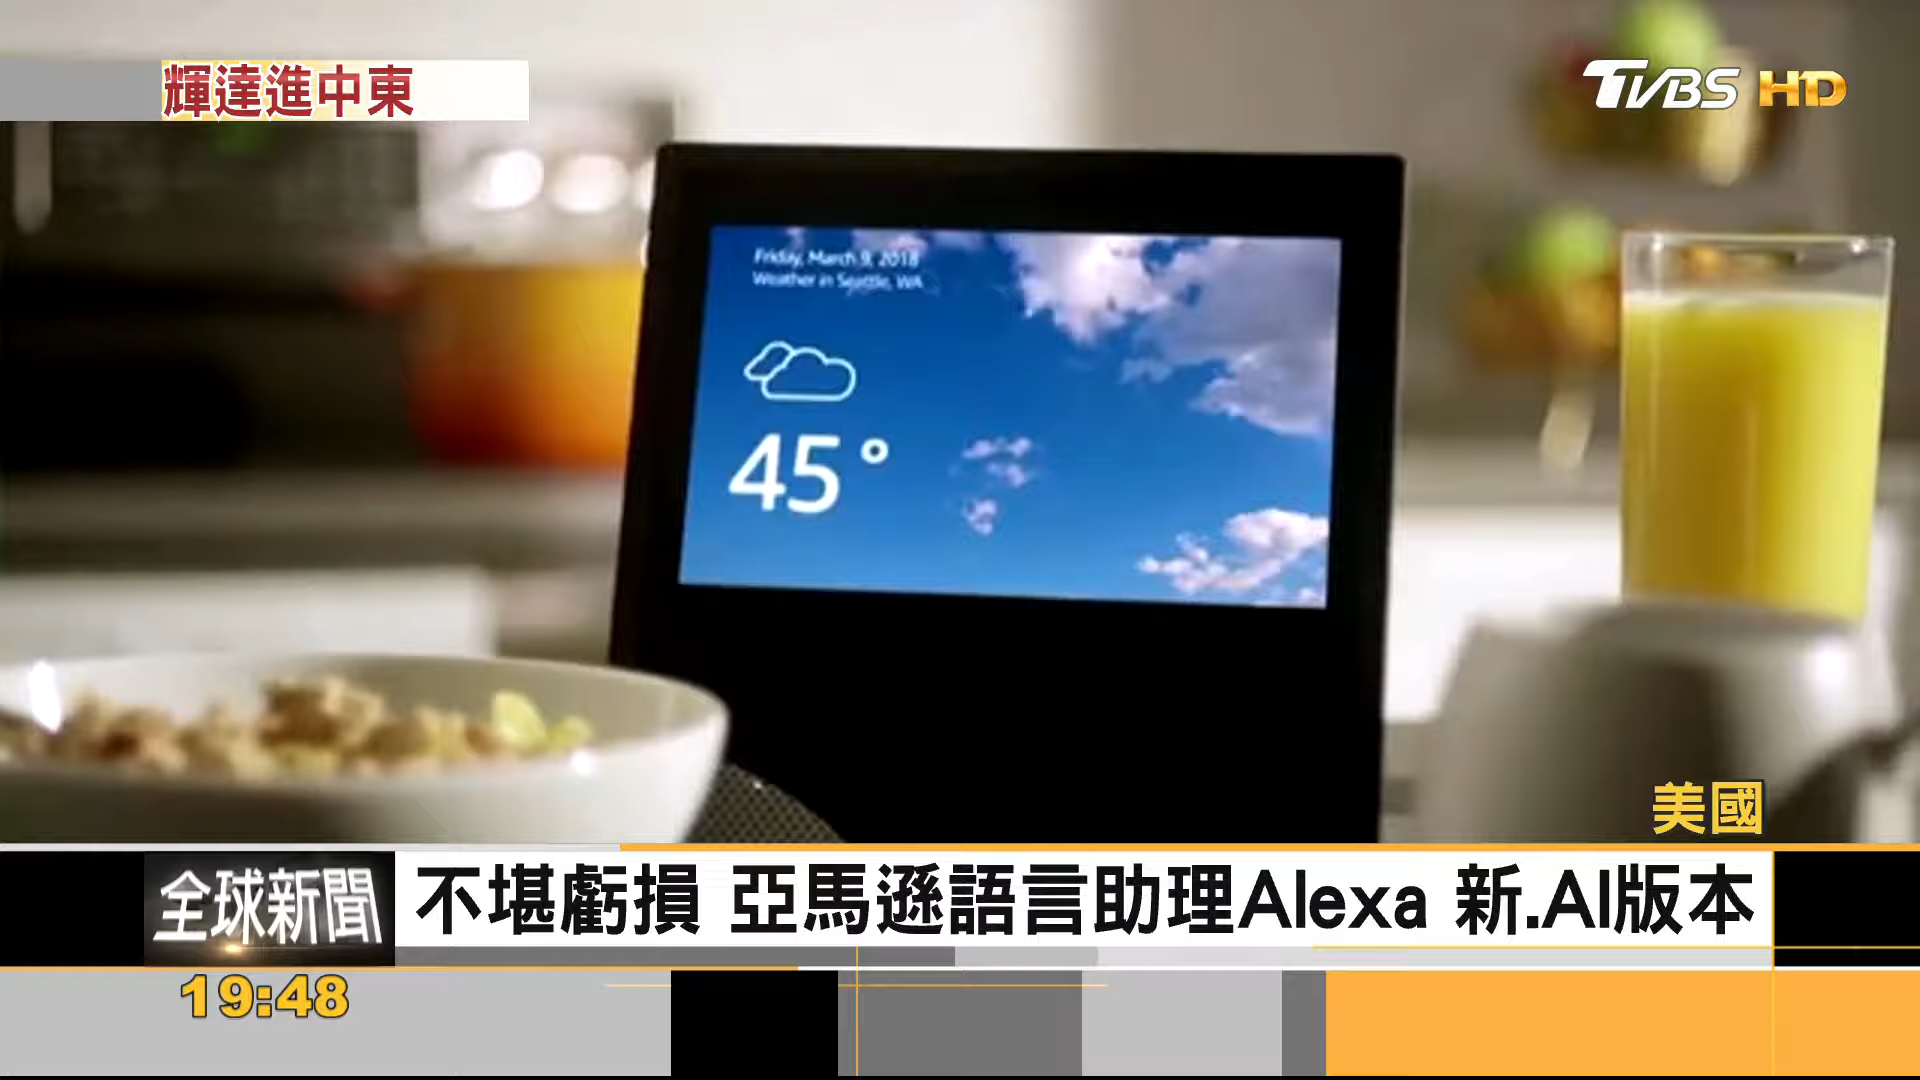 輝達進中東
TVBS HD
Friday, March 9, 2018
Weather in Seattle, WA
45°
美國
全球新聞
不堪虧損 亞馬遜語言助理Alexa 新.AI版本
19:48